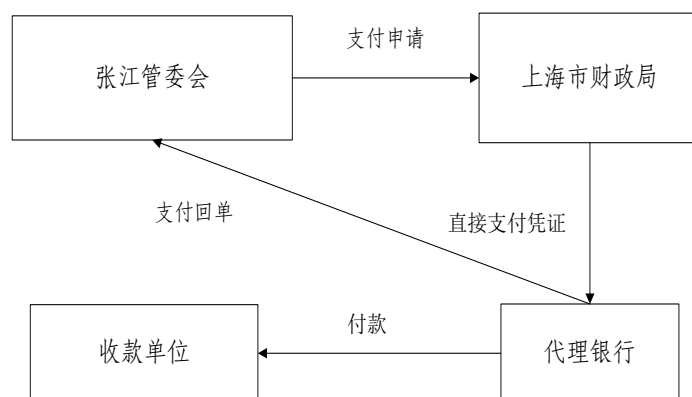 支付申请
张江管委会
上海市财政局
支付回单
直接支付凭证
付款
收款单位
代理银行